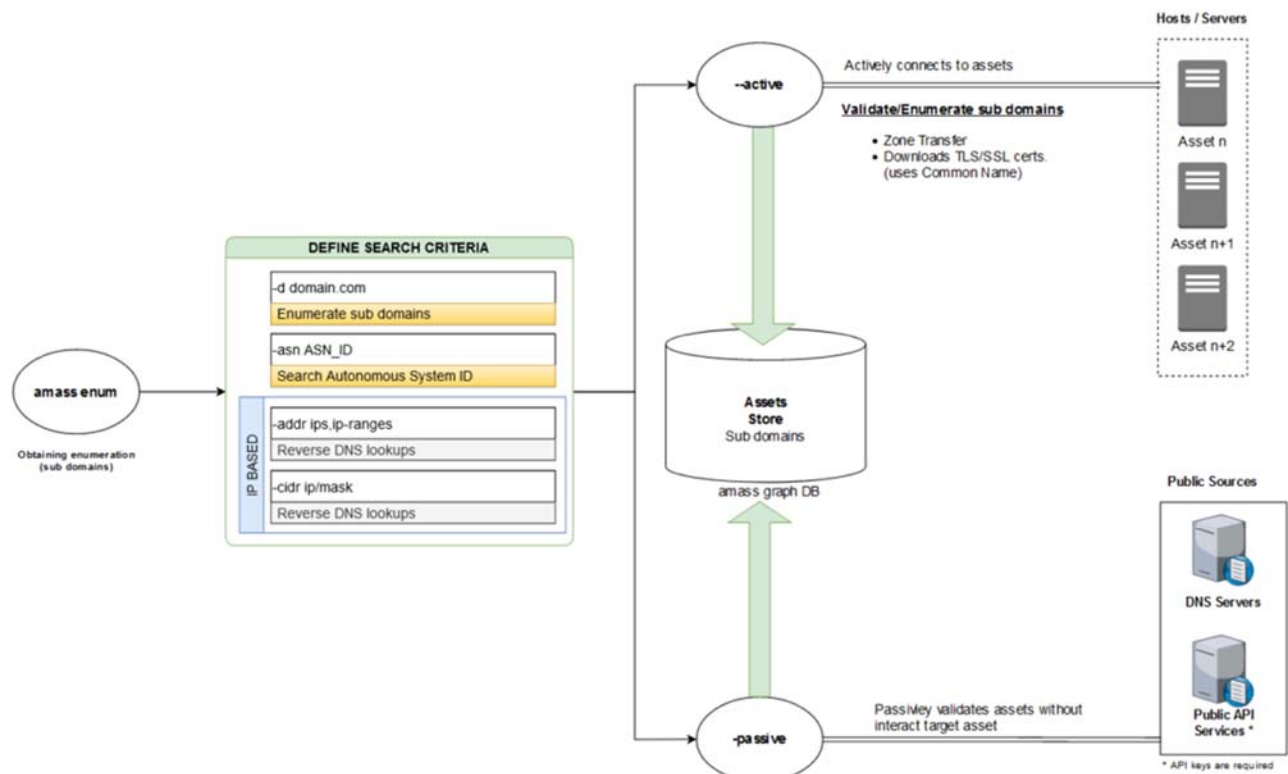 amass enum
Obtaining enumeration
(sub domains)
DEFINE SEARCH CRITERIA
-d domain.com
Enumerate sub domains
-asn ASN_ID
Search Autonomous System ID
IP BASED
-addr ips,ip-ranges
Reverse DNS lookups
-cidr ip/mask
Reverse DNS lookups
--active
Actively connects to assets
Validate/Enumerate sub domains
• Zone Transfer
• Downloads TLS/SSL certs.
(uses Common Name)
Hosts / Servers
Asset n
Asset n+1
Asset n+2
Assets
Store
Sub domains
amass graph DB
-passive
Passivley validates assets without
interact target asset
Public Sources
DNS Servers
Public API
Services *
* API keys are required